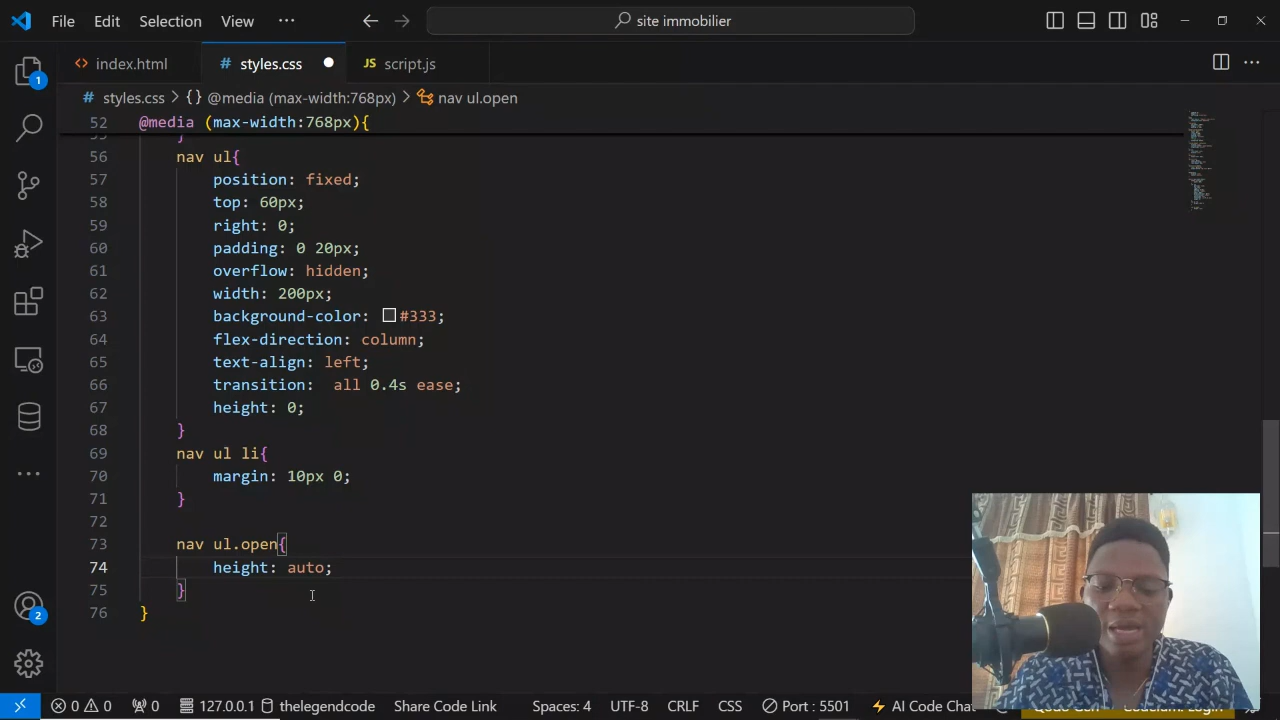 File Edit Selection View ··· site immobilier
index.html styles.css script.js
styles.css > {} @media (max-width:768px) > nav ul.open
52 @media (max-width:768px){
56 nav ul{
57 position: fixed;
58 top: 60px;
59 right: 0;
60 padding: 0 20px;
61 overflow: hidden;
62 width: 200px;
63 background-color: #333;
64 flex-direction: column;
65 text-align: left;
66 transition:  all 0.4s ease;
67 height: 0;
68 }
69 nav ul li{
70 margin: 10px 0;
71 }
72
73 nav ul.open{
74 height: auto;
75 }
76 }
0 0 0 127.0.0.1 thelegendcode Share Code Link Spaces: 4 UTF-8 CRLF CSS Port : 5501 AI Code Chat